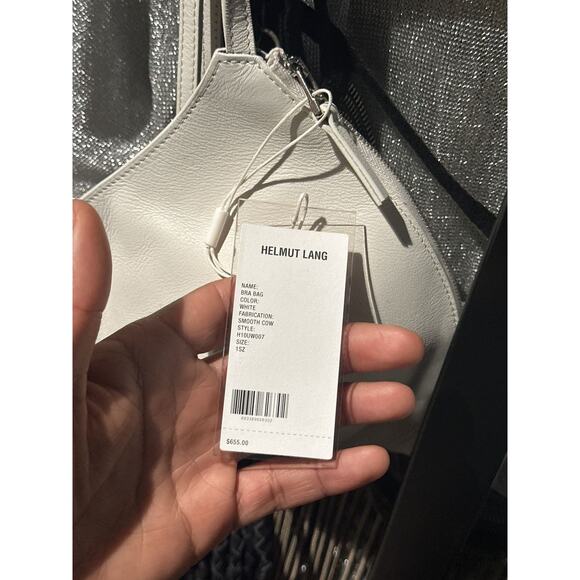 HELMUT LANG
NAME:
BRA BAG
COLOR:
WHITE
FABRICATION:
SMOOTH COW
STYLE:
H10UW007
SIZE:
1SZ
$655.00